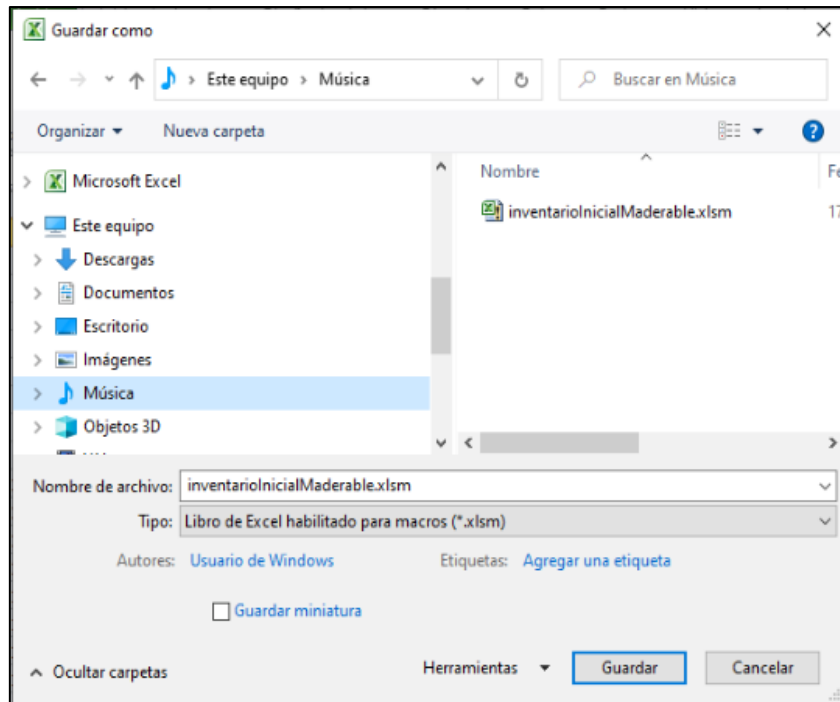 Guardar como
Este equipo > Música
Buscar en Música
Organizar
Nueva carpeta
Microsoft Excel
Este equipo
Descargas
Documentos
Escritorio
Imágenes
Música
Objetos 3D
Nombre
Fe
inventarioInicialMaderable.xlsm
17
Nombre de archivo: inventarioInicialMaderable.xlsm
Tipo: Libro de Excel habilitado para macros (*.xlsm)
Autores: Usuario de Windows
Etiquetas: Agregar una etiqueta
Guardar miniatura
Ocultar carpetas
Herramientas
Guardar
Cancelar